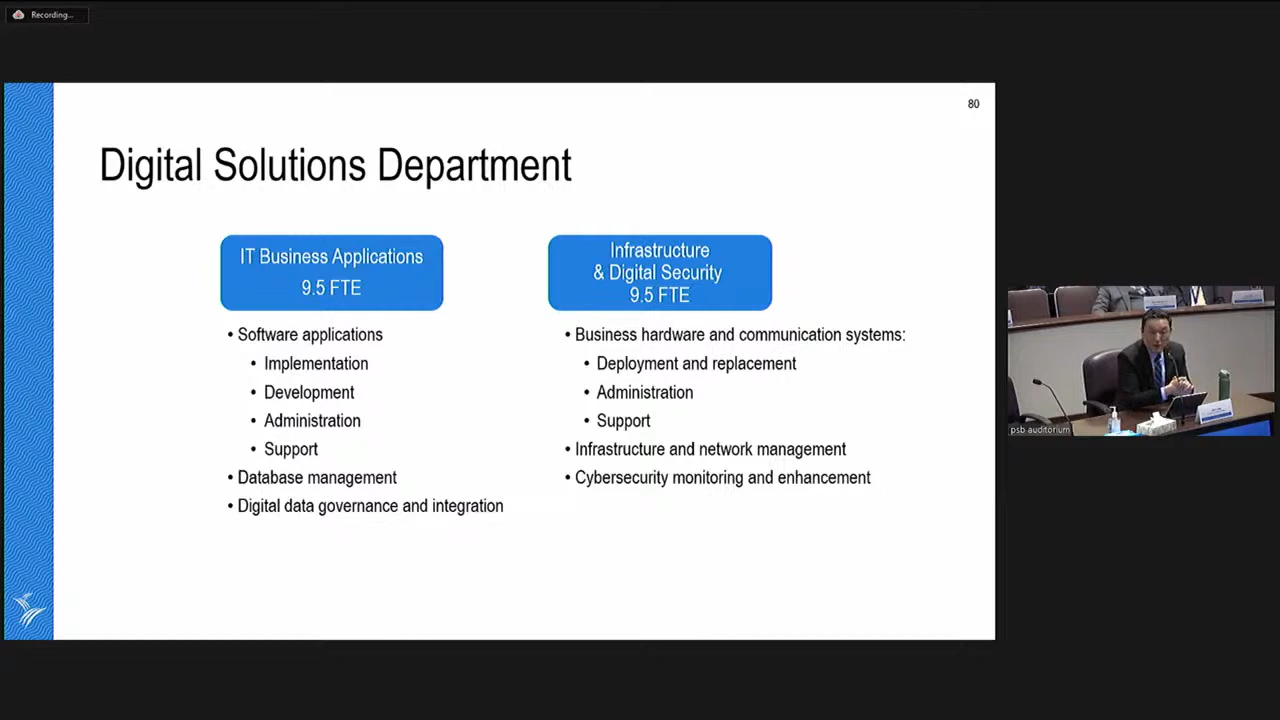 Recording...
80
Digital Solutions Department
IT Business Applications
9.5 FTE
• Software applications
• Implementation
• Development
• Administration
• Support
• Database management
• Digital data governance and integration
Infrastructure
& Digital Security
9.5 FTE
• Business hardware and communication systems:
• Deployment and replacement
• Administration
• Support
• Infrastructure and network management
• Cybersecurity monitoring and enhancement
psb auditorium